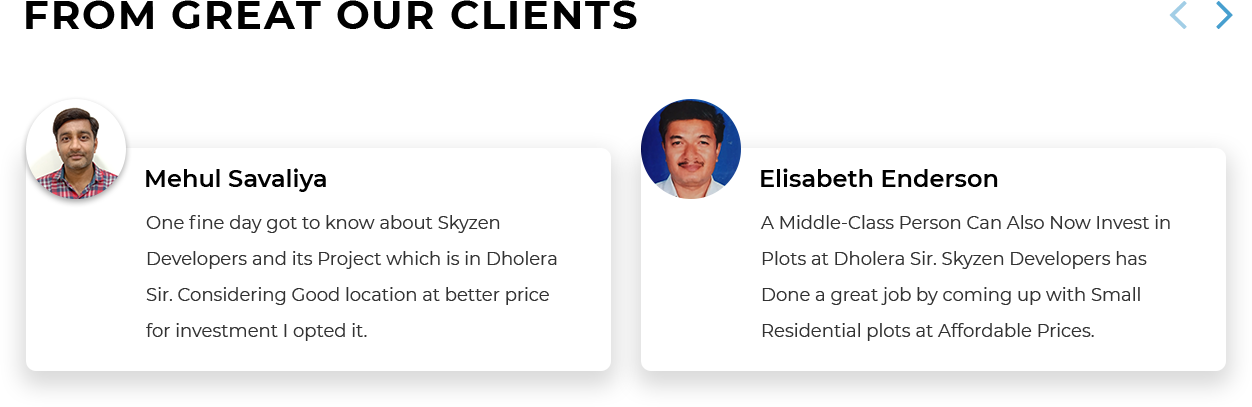 FROM GREAT OUR CLIENTS
Mehul Savaliya
One fine day got to know about Skyzen
Developers and its Project which is in Dholera
Sir. Considering Good location at better price
for investment I opted it.
Elisabeth Enderson
A Middle-Class Person Can Also Now Invest in
Plots at Dholera Sir. Skyzen Developers has
Done a great job by coming up with Small
Residential plots at Affordable Prices.